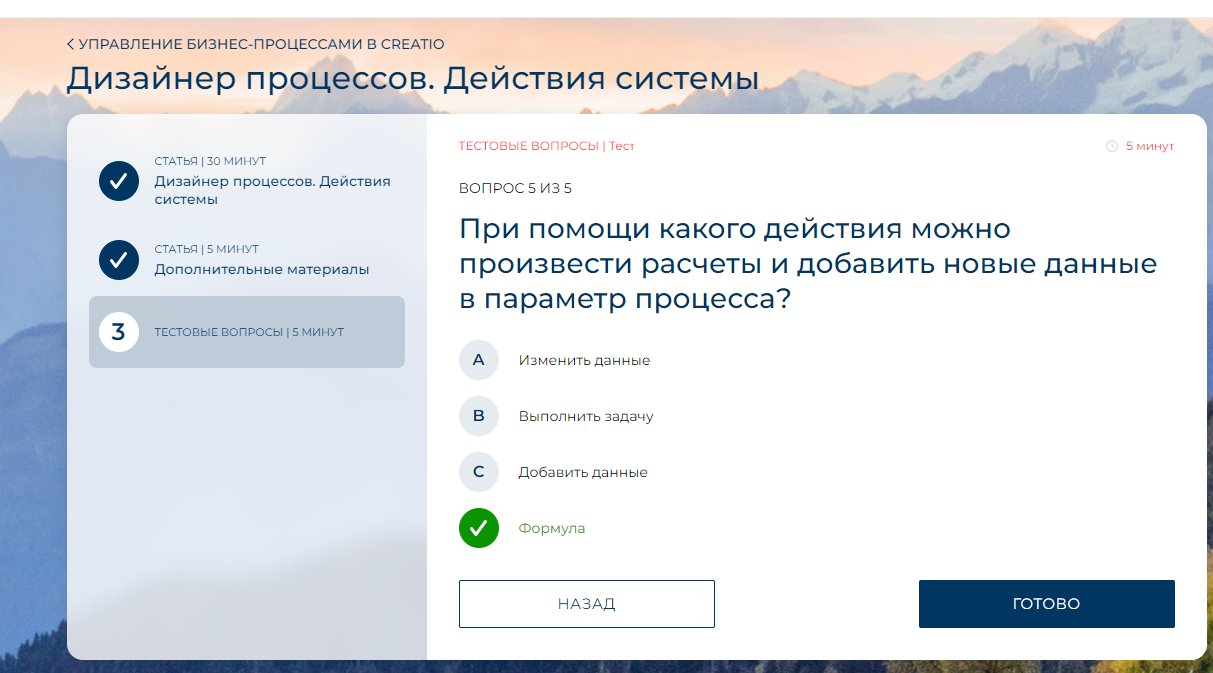 < УПРАВЛЕНИЕ БИЗНЕС-ПРОЦЕССАМИ В CREATIO
Дизайнер процессов. Действия системы
СТАТЬЯ | 30 МИНУТ
Дизайнер процессов. Действия
системы
СТАТЬЯ | 5 МИНУТ
Дополнительные материалы
3
ТЕСТОВЫЕ ВОПРОСЫ | 5 МИНУТ
ТЕСТОВЫЕ ВОПРОСЫ | Тест
5 минут
ВОПРОС 5 ИЗ 5
При помощи какого действия можно
произвести расчеты и добавить новые данные
в параметр процесса?
A Изменить данные
B Выполнить задачу
C Добавить данные
Формула
НАЗАД
ГОТОВО